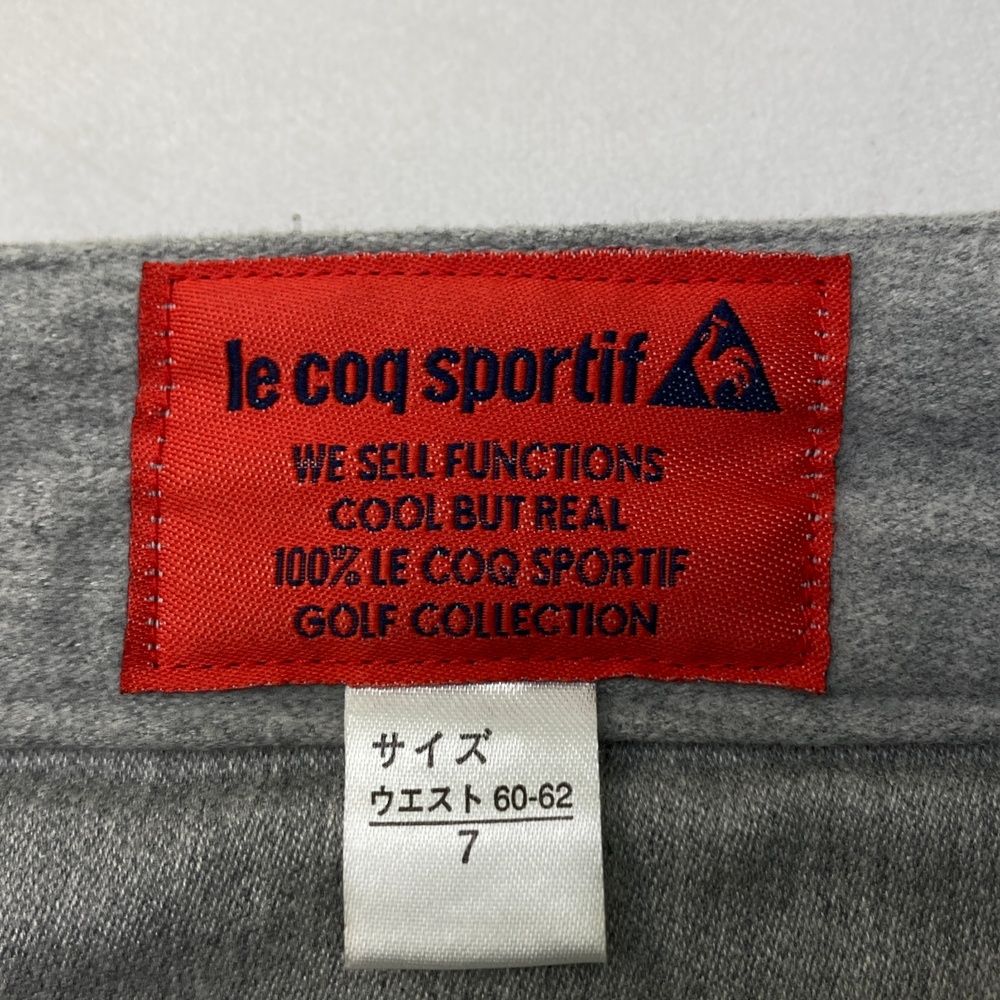 le coq sportif
WE SELL FUNCTIONS
COOL BUT REAL
100% LE COQ SPORTIF
GOLF COLLECTION
サイズ
ウエスト 60-62
7